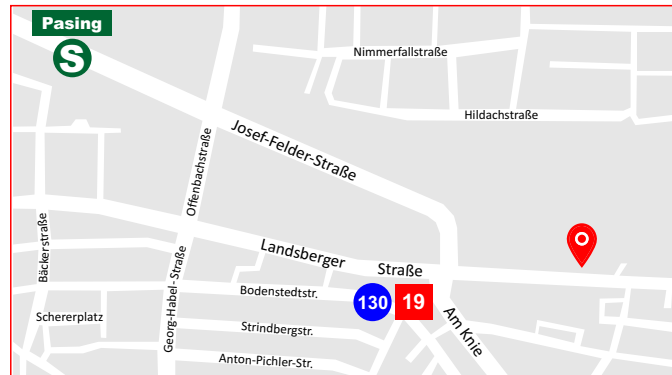 Pasing
S
Nimmerfallstraße
Hildachstraße
Josef-Felder-Straße
Offenbachstraße
Landsberger Straße
Bäckerstraße
Georg-Habel-Straße
Bodenstedtstr.
130
19
Schererplatz
Strindbergstr.
Am Knie
Anton-Pichler-Str.